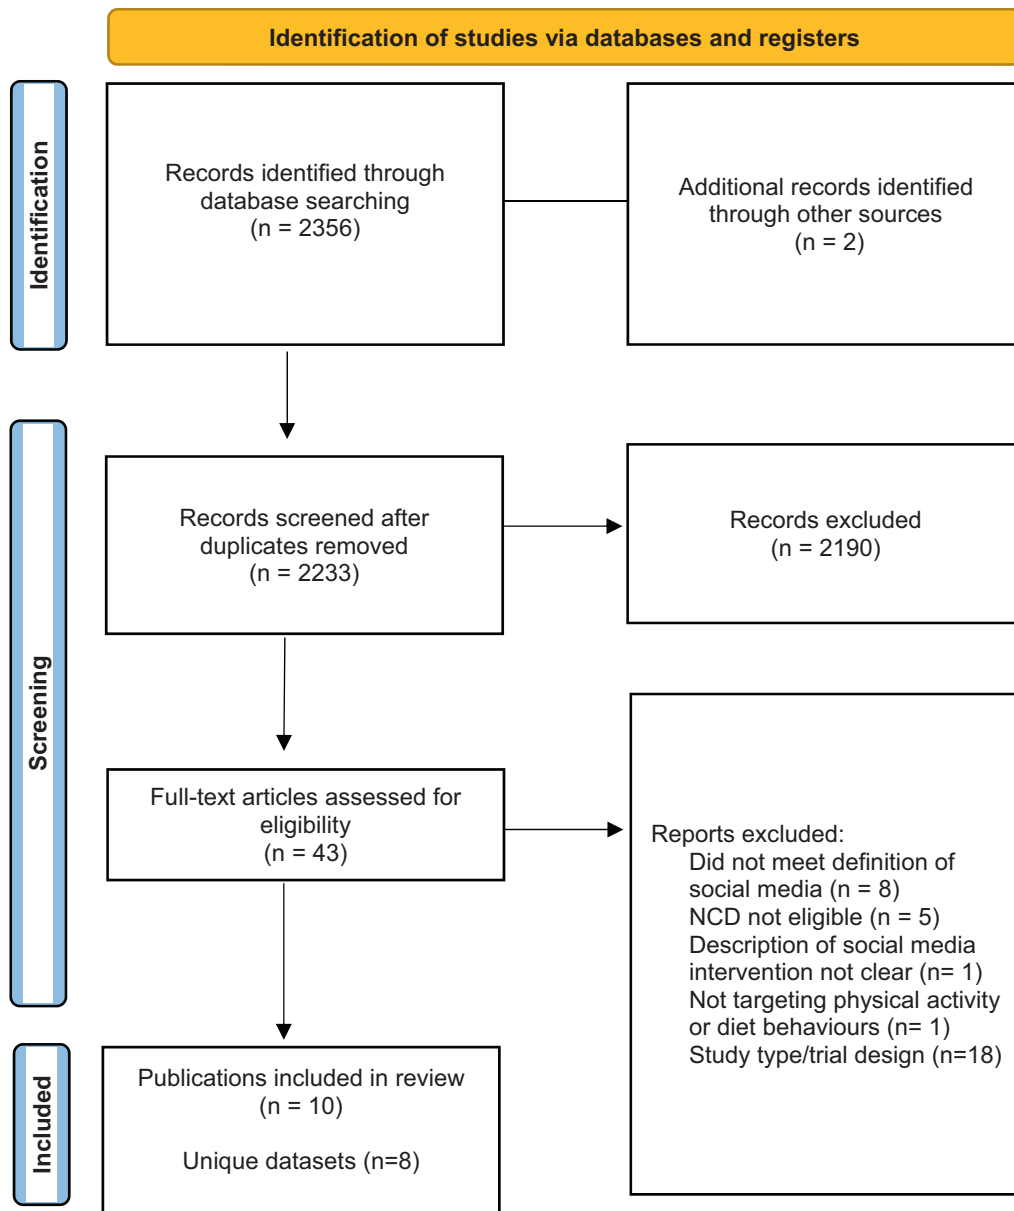 Identification of studies via databases and registers
Identification
Records identified through
database searching
(n = 2356)
Additional records identified
through other sources
(n = 2)
Screening
Records screened after
duplicates removed
(n = 2233)
Records excluded
(n = 2190)
Full-text articles assessed for
eligibility
(n = 43)
Reports excluded:
Did not meet definition of
social media (n = 8)
NCD not eligible (n = 5)
Description of social media
intervention not clear (n= 1)
Not targeting physical activity
or diet behaviours (n= 1)
Study type/trial design (n=18)
Included
Publications included in review
(n = 10)
Unique datasets (n=8)